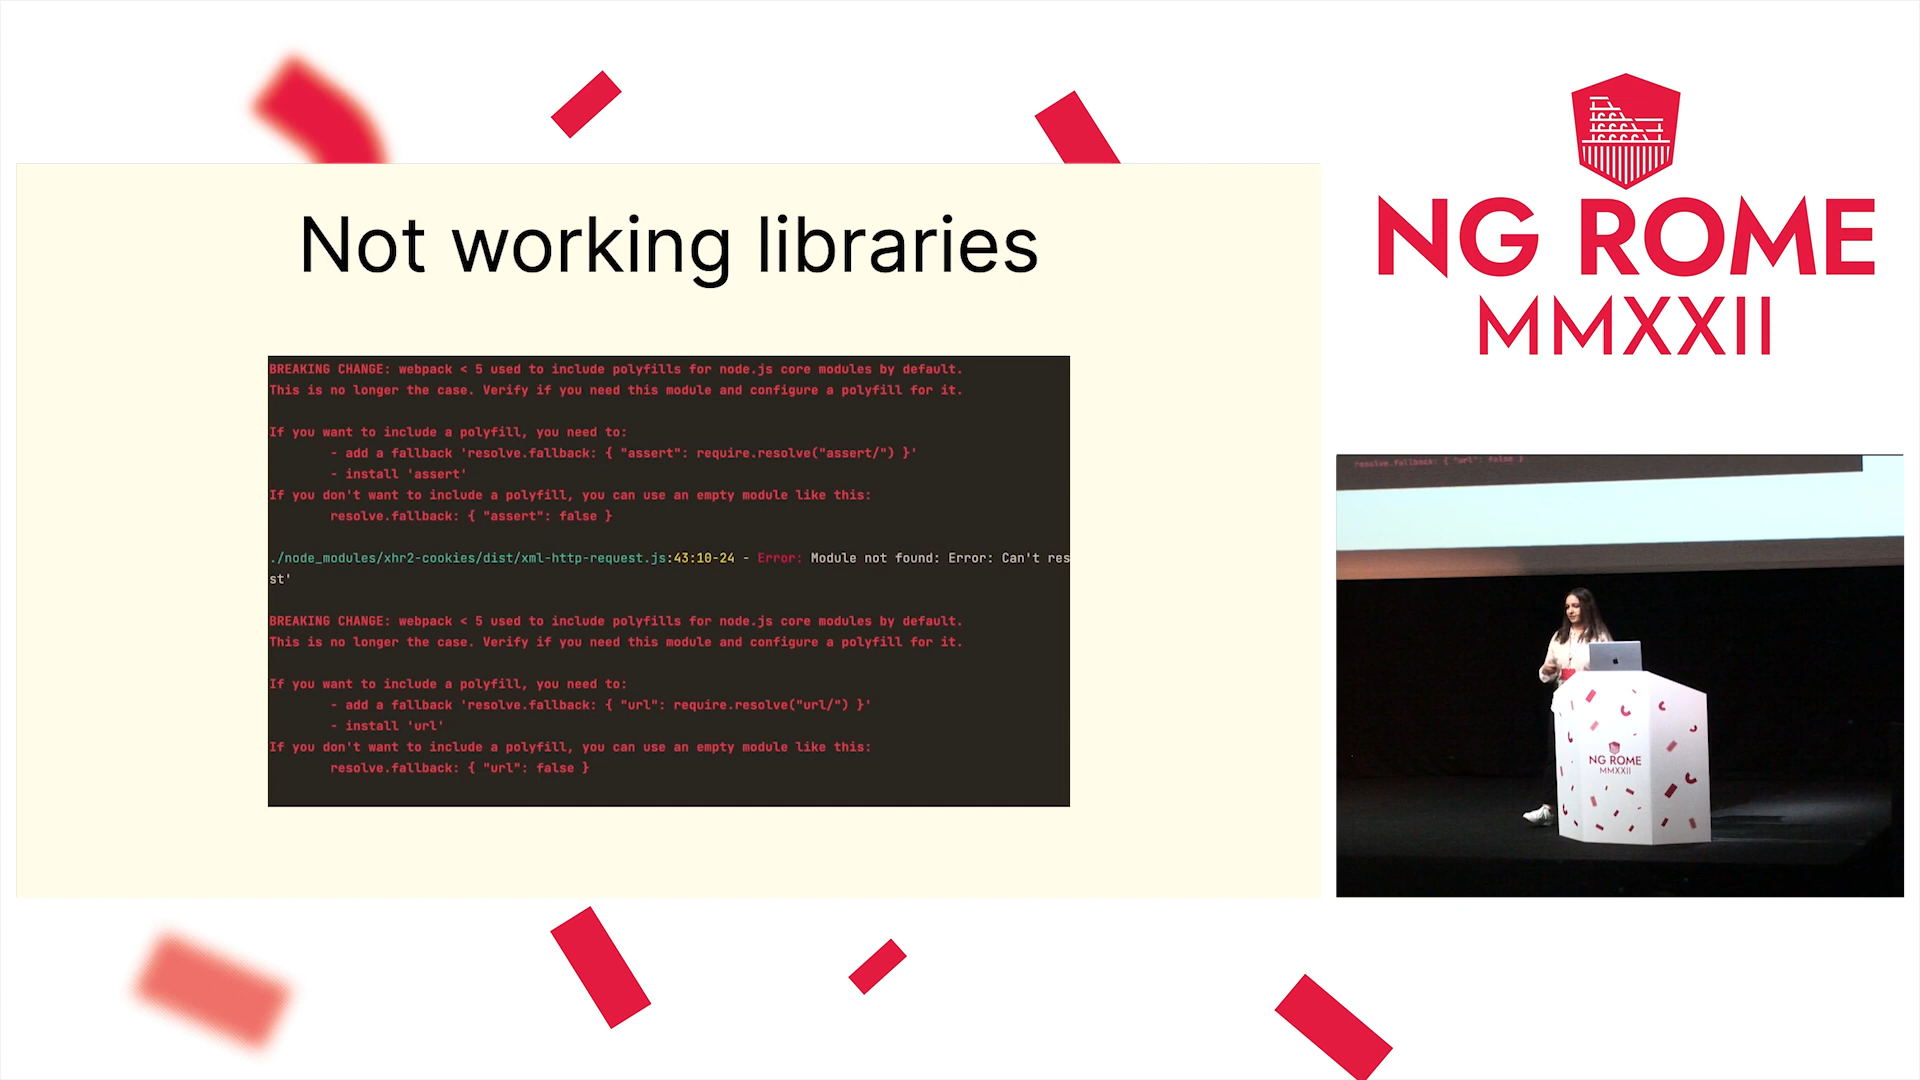 Not working libraries
BREAKING CHANGE: webpack < 5 used to include polyfills for node.js core modules by default.
This is no longer the case. Verify if you need this module and configure a polyfill for it.
If you want to include a polyfill, you need to:
- add a fallback 'resolve.fallback: { "assert": require.resolve("assert/") }'
- install 'assert'
If you don't want to include a polyfill, you can use an empty module like this:
resolve.fallback: { "assert": false }
./node_modules/xhr2-cookies/dist/xml-http-request.js:43:10-24 - Error: Module not found: Error: Can't res
st'
BREAKING CHANGE: webpack < 5 used to include polyfills for node.js core modules by default.
This is no longer the case. Verify if you need this module and configure a polyfill for it.
If you want to include a polyfill, you need to:
- add a fallback 'resolve.fallback: { "url": require.resolve("url/") }'
- install 'url'
If you don't want to include a polyfill, you can use an empty module like this:
resolve.fallback: { "url": false }
NG ROME
MMXXII
resolve.fallback: { "url": false }
NG ROME
MMXXII